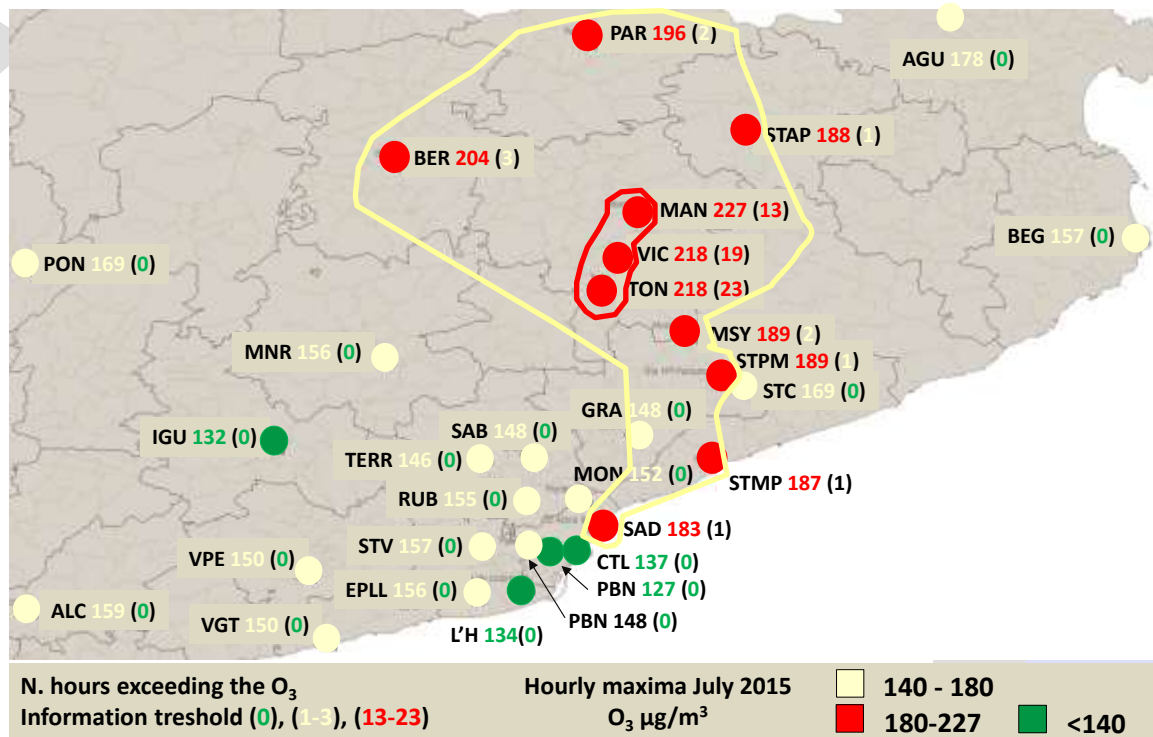 PAR 196 (2)
AGU 178 (0)
STAP 188 (1)
BER 204 (3)
MAN 227 (13)
BEG 157 (0)
VIC 218 (19)
PON 169 (0)
TON 218 (23)
MSY 189 (2)
MNR 156 (0)
STPM 189 (1)
STC 169 (0)
GRA 148 (0)
SAB 148 (0)
IGU 132 (0)
TERR 146 (0)
MON 152 (0)
STMP 187 (1)
RUB 155 (0)
SAD 183 (1)
STV 157 (0)
CTL 137 (0)
VPE 150 (0)
PBN 127 (0)
EPLL 156 (0)
ALC 159 (0)
PBN 148 (0)
VGT 150 (0)
L'H 134(0)
N. hours exceeding the O3
Information treshold (0), (1-3), (13-23)
Hourly maxima July 2015
O3 µg/m³
140 - 180
180-227
<140